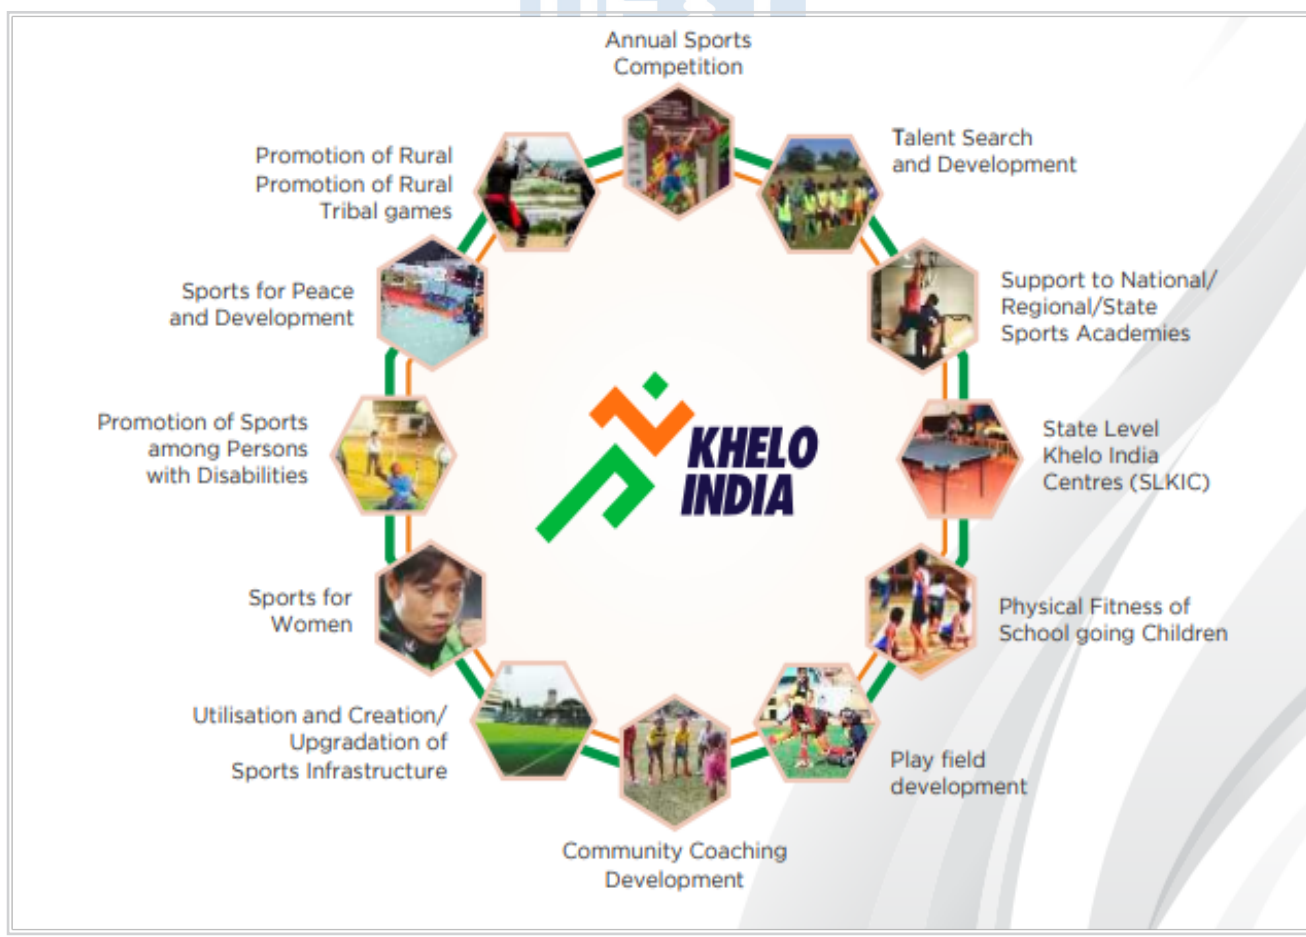 Annual Sports
Competition
Talent Search
and Development
Support to National/
Regional/State
Sports Academies
State Level
Khelo India
Centres (SLKIC)
Physical Fitness of
School going Children
Play field
development
Community Coaching
Development
Utilisation and Creation/
Upgradation of
Sports Infrastructure
Sports for
Women
Promotion of Sports
among Persons
with Disabilities
Sports for Peace
and Development
Promotion of Rural
Promotion of Rural
Tribal games
KHELO
INDIA